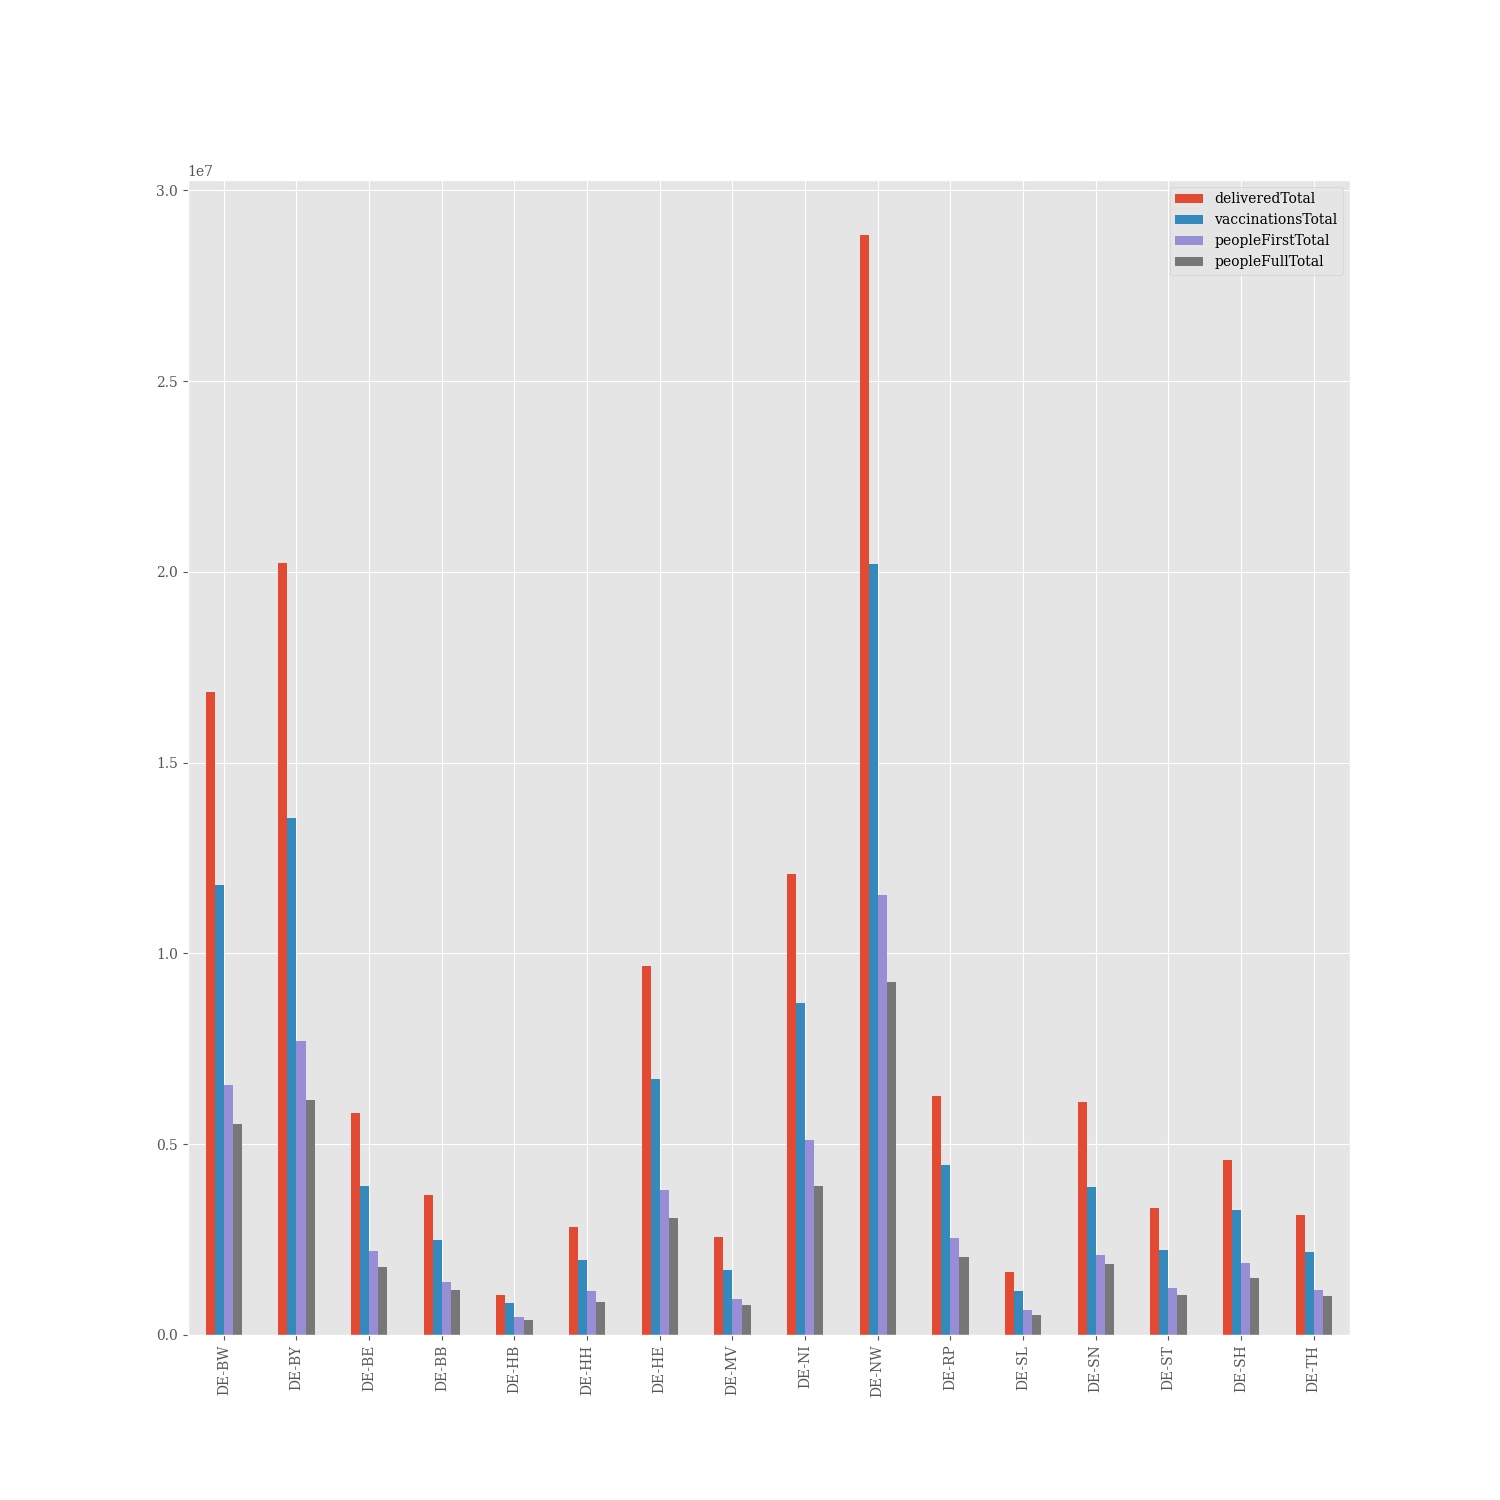 1e7
3.0
2.5
2.0
1.5
1.0
0.5
0.0
deliveredTotal
vaccinationsTotal
peopleFirstTotal
peopleFullTotal
DE-BW
DE-BY
DE-BE
DE-BB
DE-HB
DE-HH
DE-HE
DE-MV
DE-NI
DE-NW
DE-RP
DE-SL
DE-SN
DE-ST
DE-SH
DE-TH